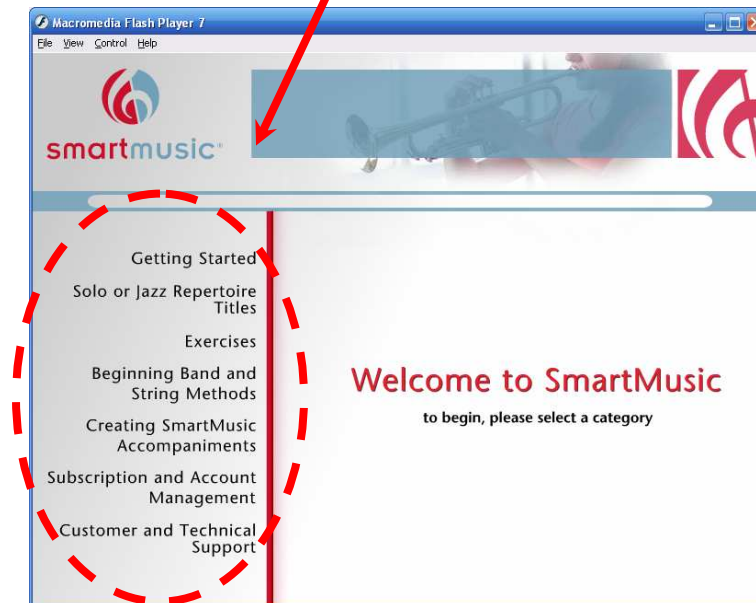 Macromedia Flash Player 7
File View Control Help
smartmusic
Getting Started
Solo or Jazz Repertoire
Titles
Exercises
Beginning Band and
String Methods
Creating SmartMusic
Accompaniments
Subscription and Account
Management
Customer and Technical
Support
Welcome to SmartMusic
to begin, please select a category